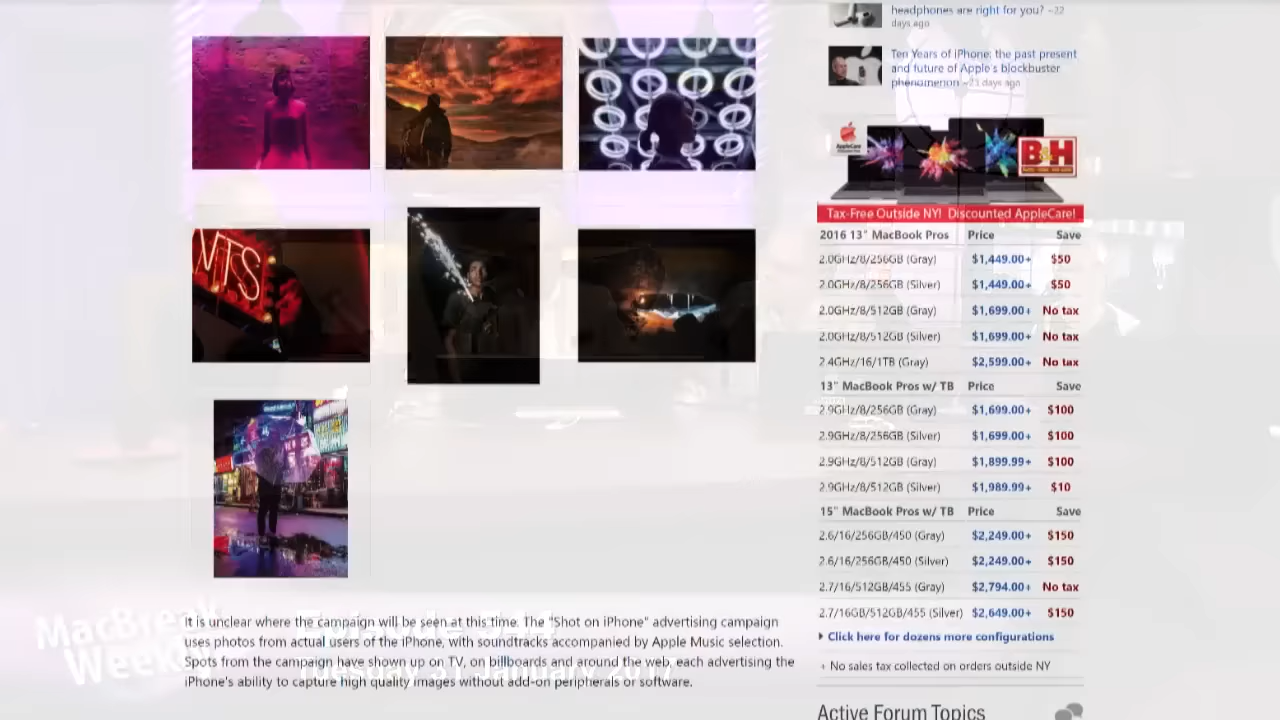 headphones are right for you? ~22
days ago
Ten Years of iPhone: the past present
and future of Apple's blockbuster
phenomenon ~23 days ago
AppleCare
B&H
Tax-Free Outside NY! Discounted AppleCare!
2016 13" MacBook Pros Price Save
2.0GHz/8/256GB (Gray) $1,449.00+ $50
2.0GHz/8/256GB (Silver) $1,449.00+ $50
2.0GHz/8/512GB (Gray) $1,699.00+ No tax
2.0GHz/8/512GB (Silver) $1,699.00+ No tax
2.4GHz/16/1TB (Gray) $2,599.00+ No tax
13" MacBook Pros w/ TB Price Save
2.9GHz/8/256GB (Gray) $1,699.00+ $100
2.9GHz/8/256GB (Silver) $1,699.00+ $100
2.9GHz/8/512GB (Gray) $1,899.99+ $100
2.9GHz/8/512GB (Silver) $1,989.99+ $10
15" MacBook Pros w/ TB Price Save
2.6/16/256GB/450 (Gray) $2,249.00+ $150
2.6/16/256GB/450 (Silver) $2,249.00+ $150
2.7/16/512GB/455 (Gray) $2,794.00+ No tax
2.7/16GB/512GB/455 (Silver) $2,649.00+ $150
Click here for dozens more configurations
+ No sales tax collected on orders outside NY
Active Forum Topics
It is unclear where the campaign will be seen at this time. The "Shot on iPhone" advertising campaign
uses photos from actual users of the iPhone, with soundtracks accompanied by Apple Music selection.
Spots from the campaign have shown up on TV, on billboards and around the web, each advertising the
iPhone's ability to capture high quality images without add-on peripherals or software.
MacBreak
Weekly
Tuesday 31 January 2017